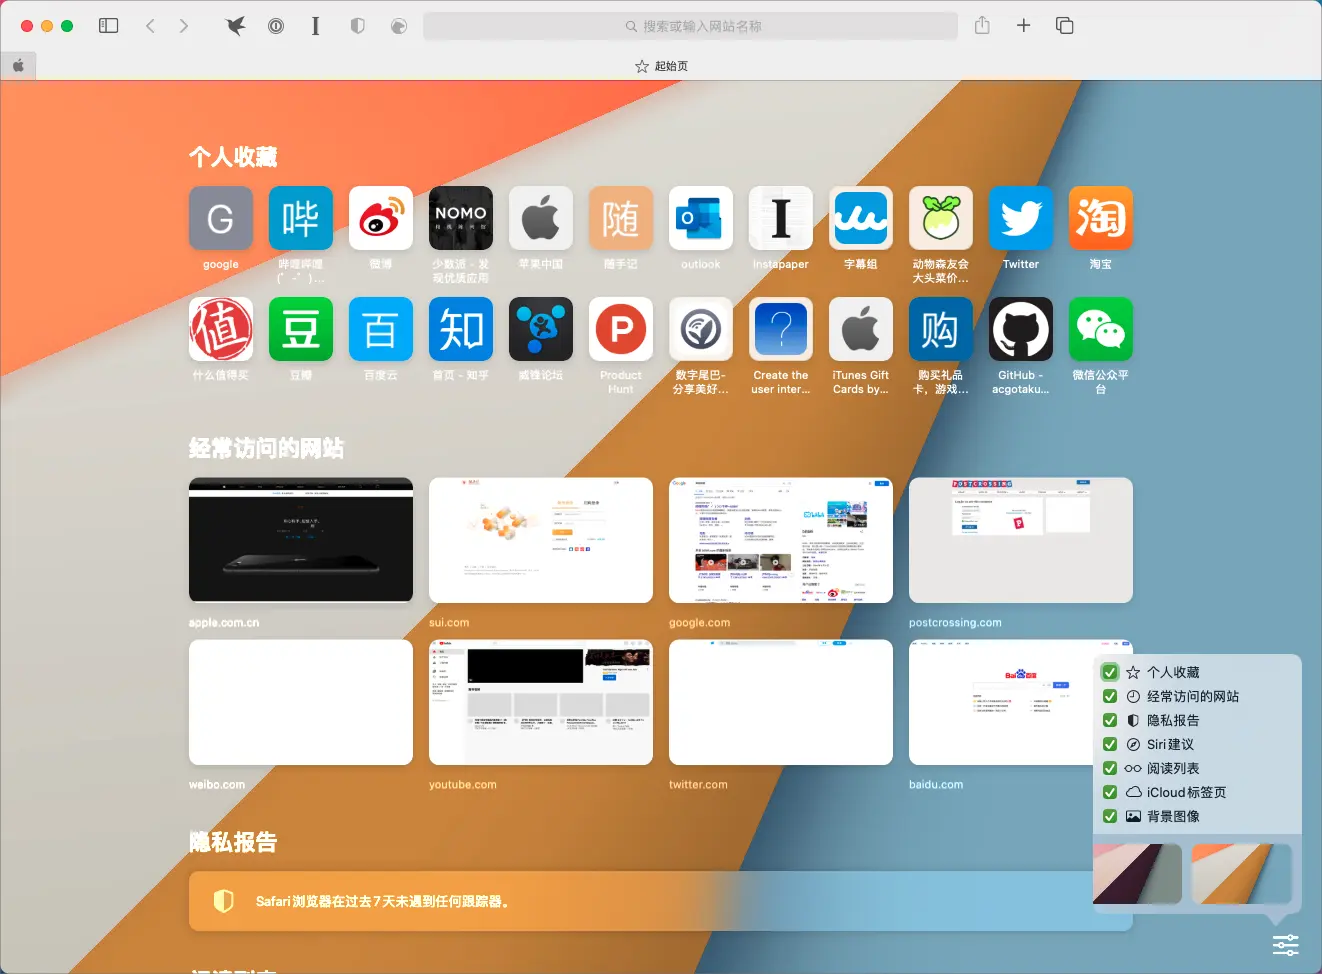 搜索或输入网站名称
起始页
个人收藏
G
哔
NOMO
随
I
淘
google
哔哩哔哩
(゜-゜)...
微博
少数派 - 发
现优质应用
苹果中国
随手记
outlook
Instapaper
字幕组
动物森友会
大头菜价...
Twitter
淘宝
值
豆
百
知
P
?
购
什么值得买
豆瓣
百度云
首页 - 知乎
威锋论坛
Product
Hunt
数字尾巴-
分享美好...
Create the
user inter...
iTunes Gift
Cards by...
购买礼品
卡，游戏...
GitHub -
acgotaku...
微信公众平
台
经常访问的网站
POSTCROSSING
apple.com.cn
sui.com
google.com
postcrossing.com
Bai 百度
weibo.com
youtube.com
twitter.com
baidu.com
隐私报告
Safari 浏览器在过去 7 天未遇到任何跟踪器。
个人收藏
经常访问的网站
隐私报告
Siri 建议
阅读列表
iCloud 标签页
背景图像